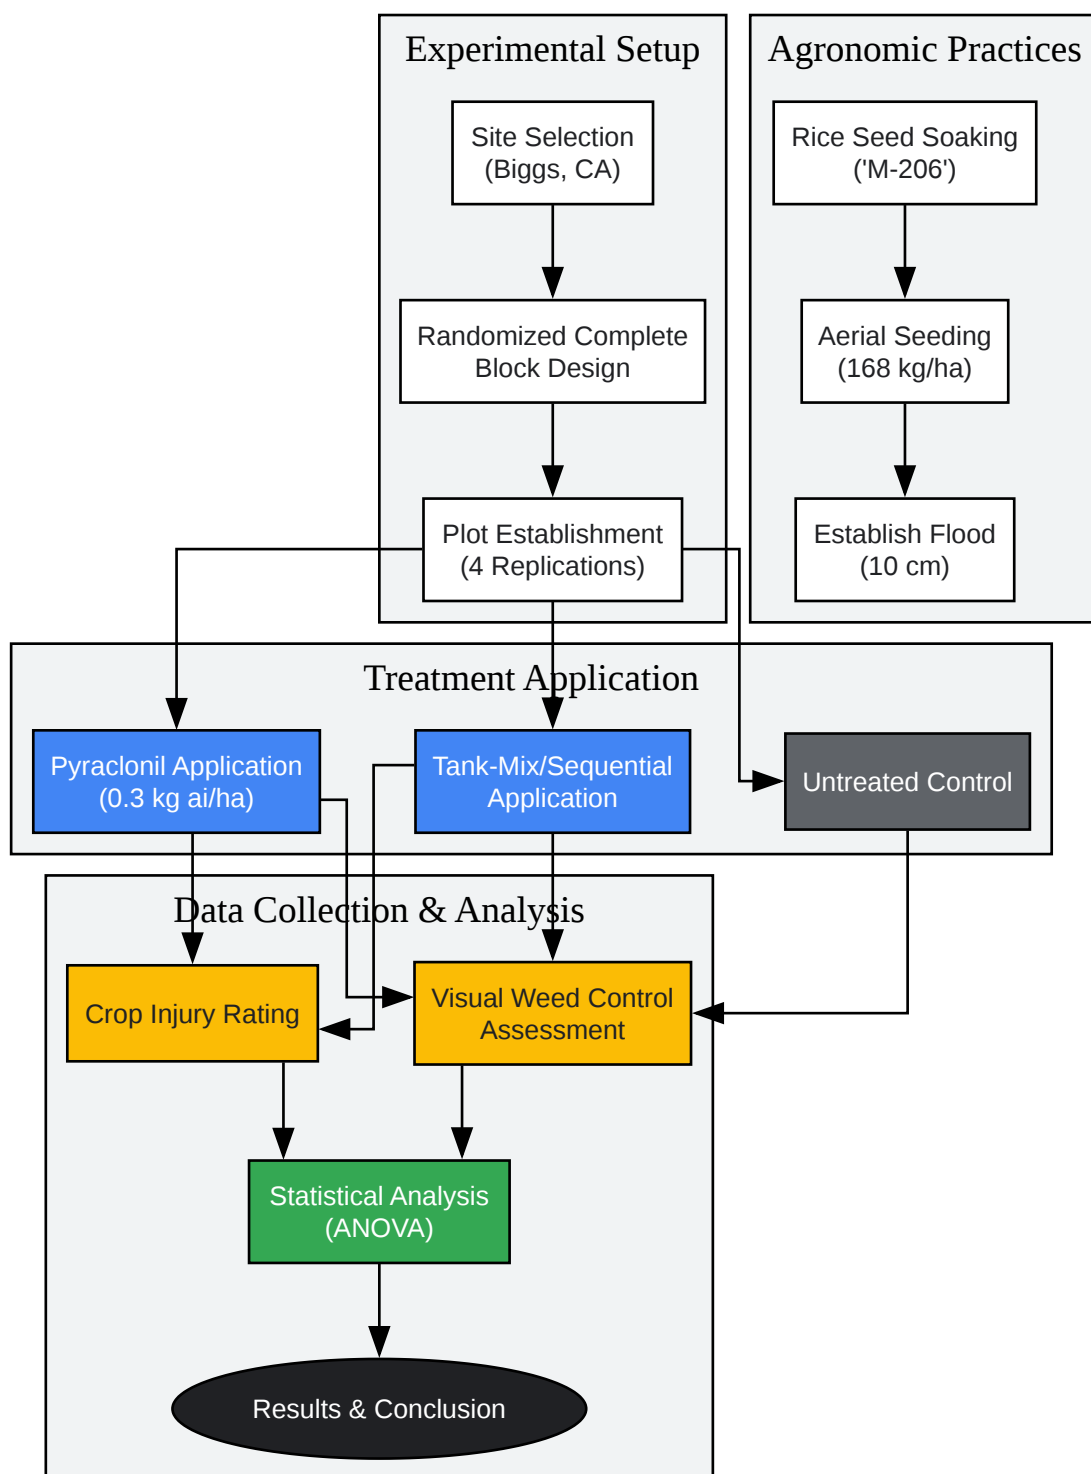 Experimental Setup
Site Selection
(Biggs, CA)
Randomized Complete
Block Design
Plot Establishment
(4 Replications)
Agronomic Practices
Rice Seed Soaking
('M-206')
Aerial Seeding
(168 kg/ha)
Establish Flood
(10 cm)
Treatment Application
Pyraclonil Application
(0.3 kg ai/ha)
Tank-Mix/Sequential
Application
Untreated Control
Data Collection & Analysis
Crop Injury Rating
Visual Weed Control
Assessment
Statistical Analysis
(ANOVA)
Results & Conclusion